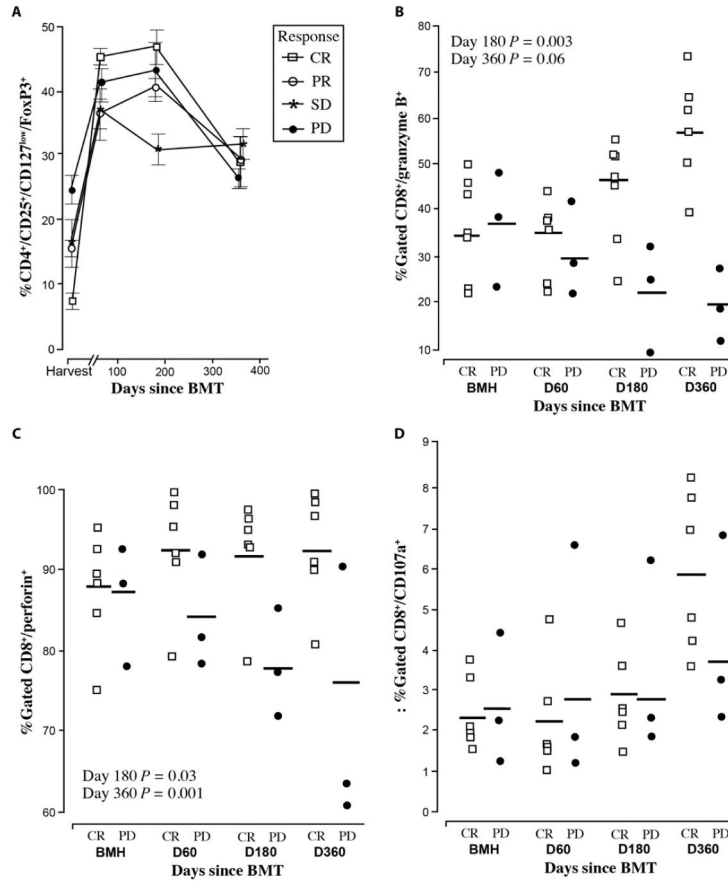 A
Response
CR
PR
SD
PD
50
40
30
20
10
0
%CD4⁺/CD25⁺/CD127ˡᵒʷ/FoxP3⁺
Harvest 100 200 300 400
Days since BMT
B
Day 180 P = 0.003
Day 360 P = 0.06
80
70
60
50
40
30
20
10
%Gated CD8⁺/granzyme B⁺
CR PD CR PD CR PD CR PD
BMH D60 D180 D360
Days since BMT
C
100
90
80
70
60
%Gated CD8⁺/perforin⁺
Day 180 P = 0.03
Day 360 P = 0.001
CR PD CR PD CR PD CR PD
BMH D60 D180 D360
Days since BMT
D
9
8
7
6
5
4
3
2
1
0
: %Gated CD8⁺/CD107a⁺
CR PD CR PD CR PD CR PD
BMH D60 D180 D360
Days since BMT